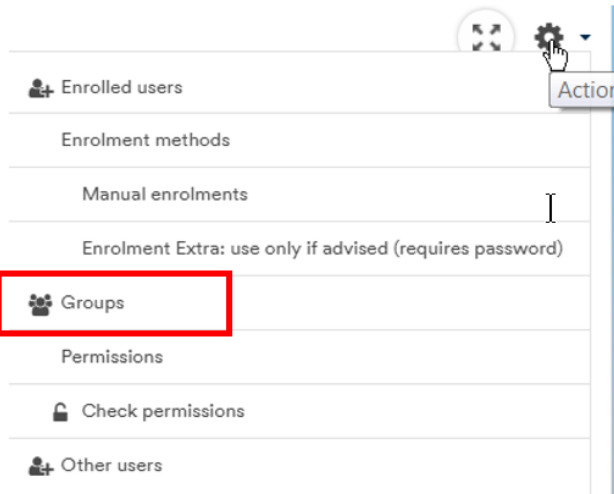 Action
Enrolled users
Enrolment methods
Manual enrolments
Enrolment Extra: use only if advised (requires password)
Groups
Permissions
Check permissions
Other users